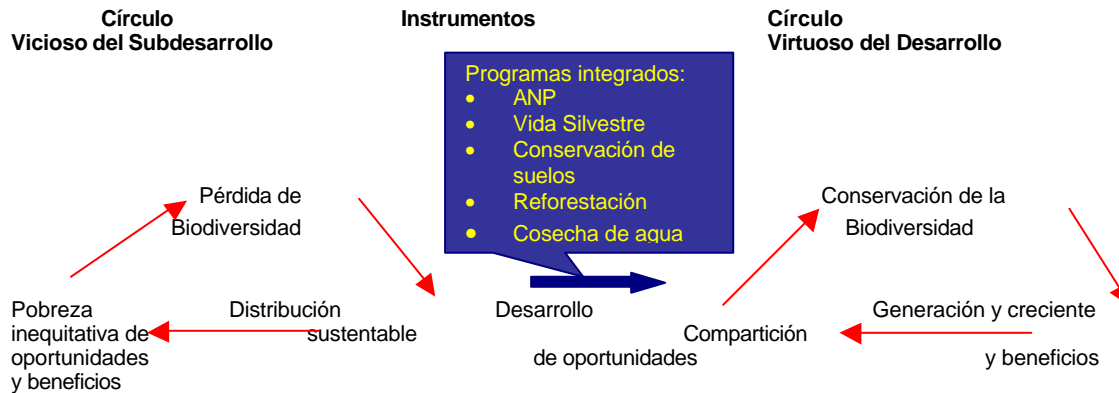 Círculo Instrumentos Círculo
Vicioso del Subdesarrollo Virtuoso del Desarrollo
Programas integrados:
• ANP
• Vida Silvestre
• Conservación de
suelos
• Reforestación
• Cosecha de agua
Pérdida de Conservación de la
Biodiversidad Biodiversidad
Pobreza Distribución Desarrollo Generación y creciente
inequitativa de sustentable Compartición
oportunidades de oportunidades y beneficios
y beneficios